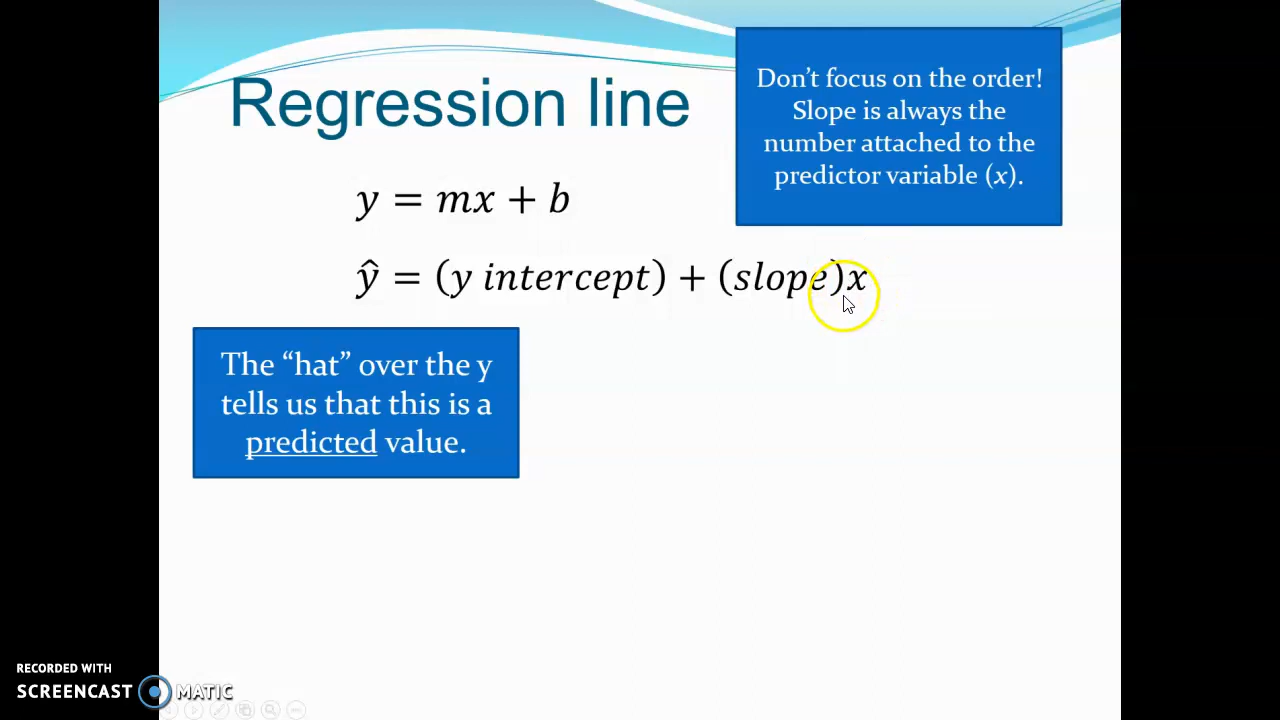 Regression line
Don't focus on the order!
Slope is always the
number attached to the
predictor variable (x).
y = mx + b
ŷ = (y intercept) + (slope)x
The “hat” over the y
tells us that this is a
predicted value.
RECORDED WITH
SCREENCAST MATIC